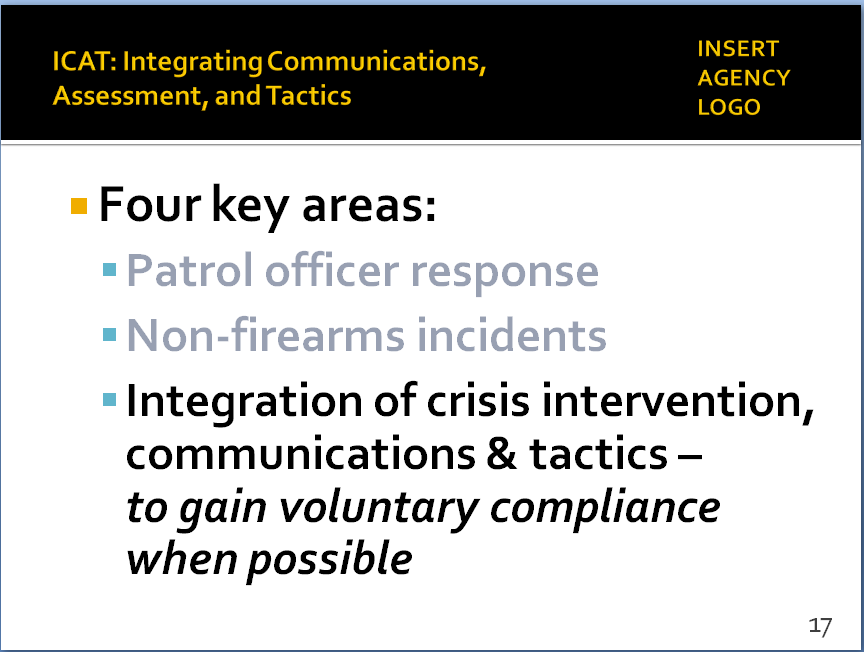 ICAT: Integrating Communications,
Assessment, and Tactics
INSERT
AGENCY
LOGO
Four key areas:
Patrol officer response
Non-firearms incidents
Integration of crisis intervention,
communications & tactics –
to gain voluntary compliance
when possible
17